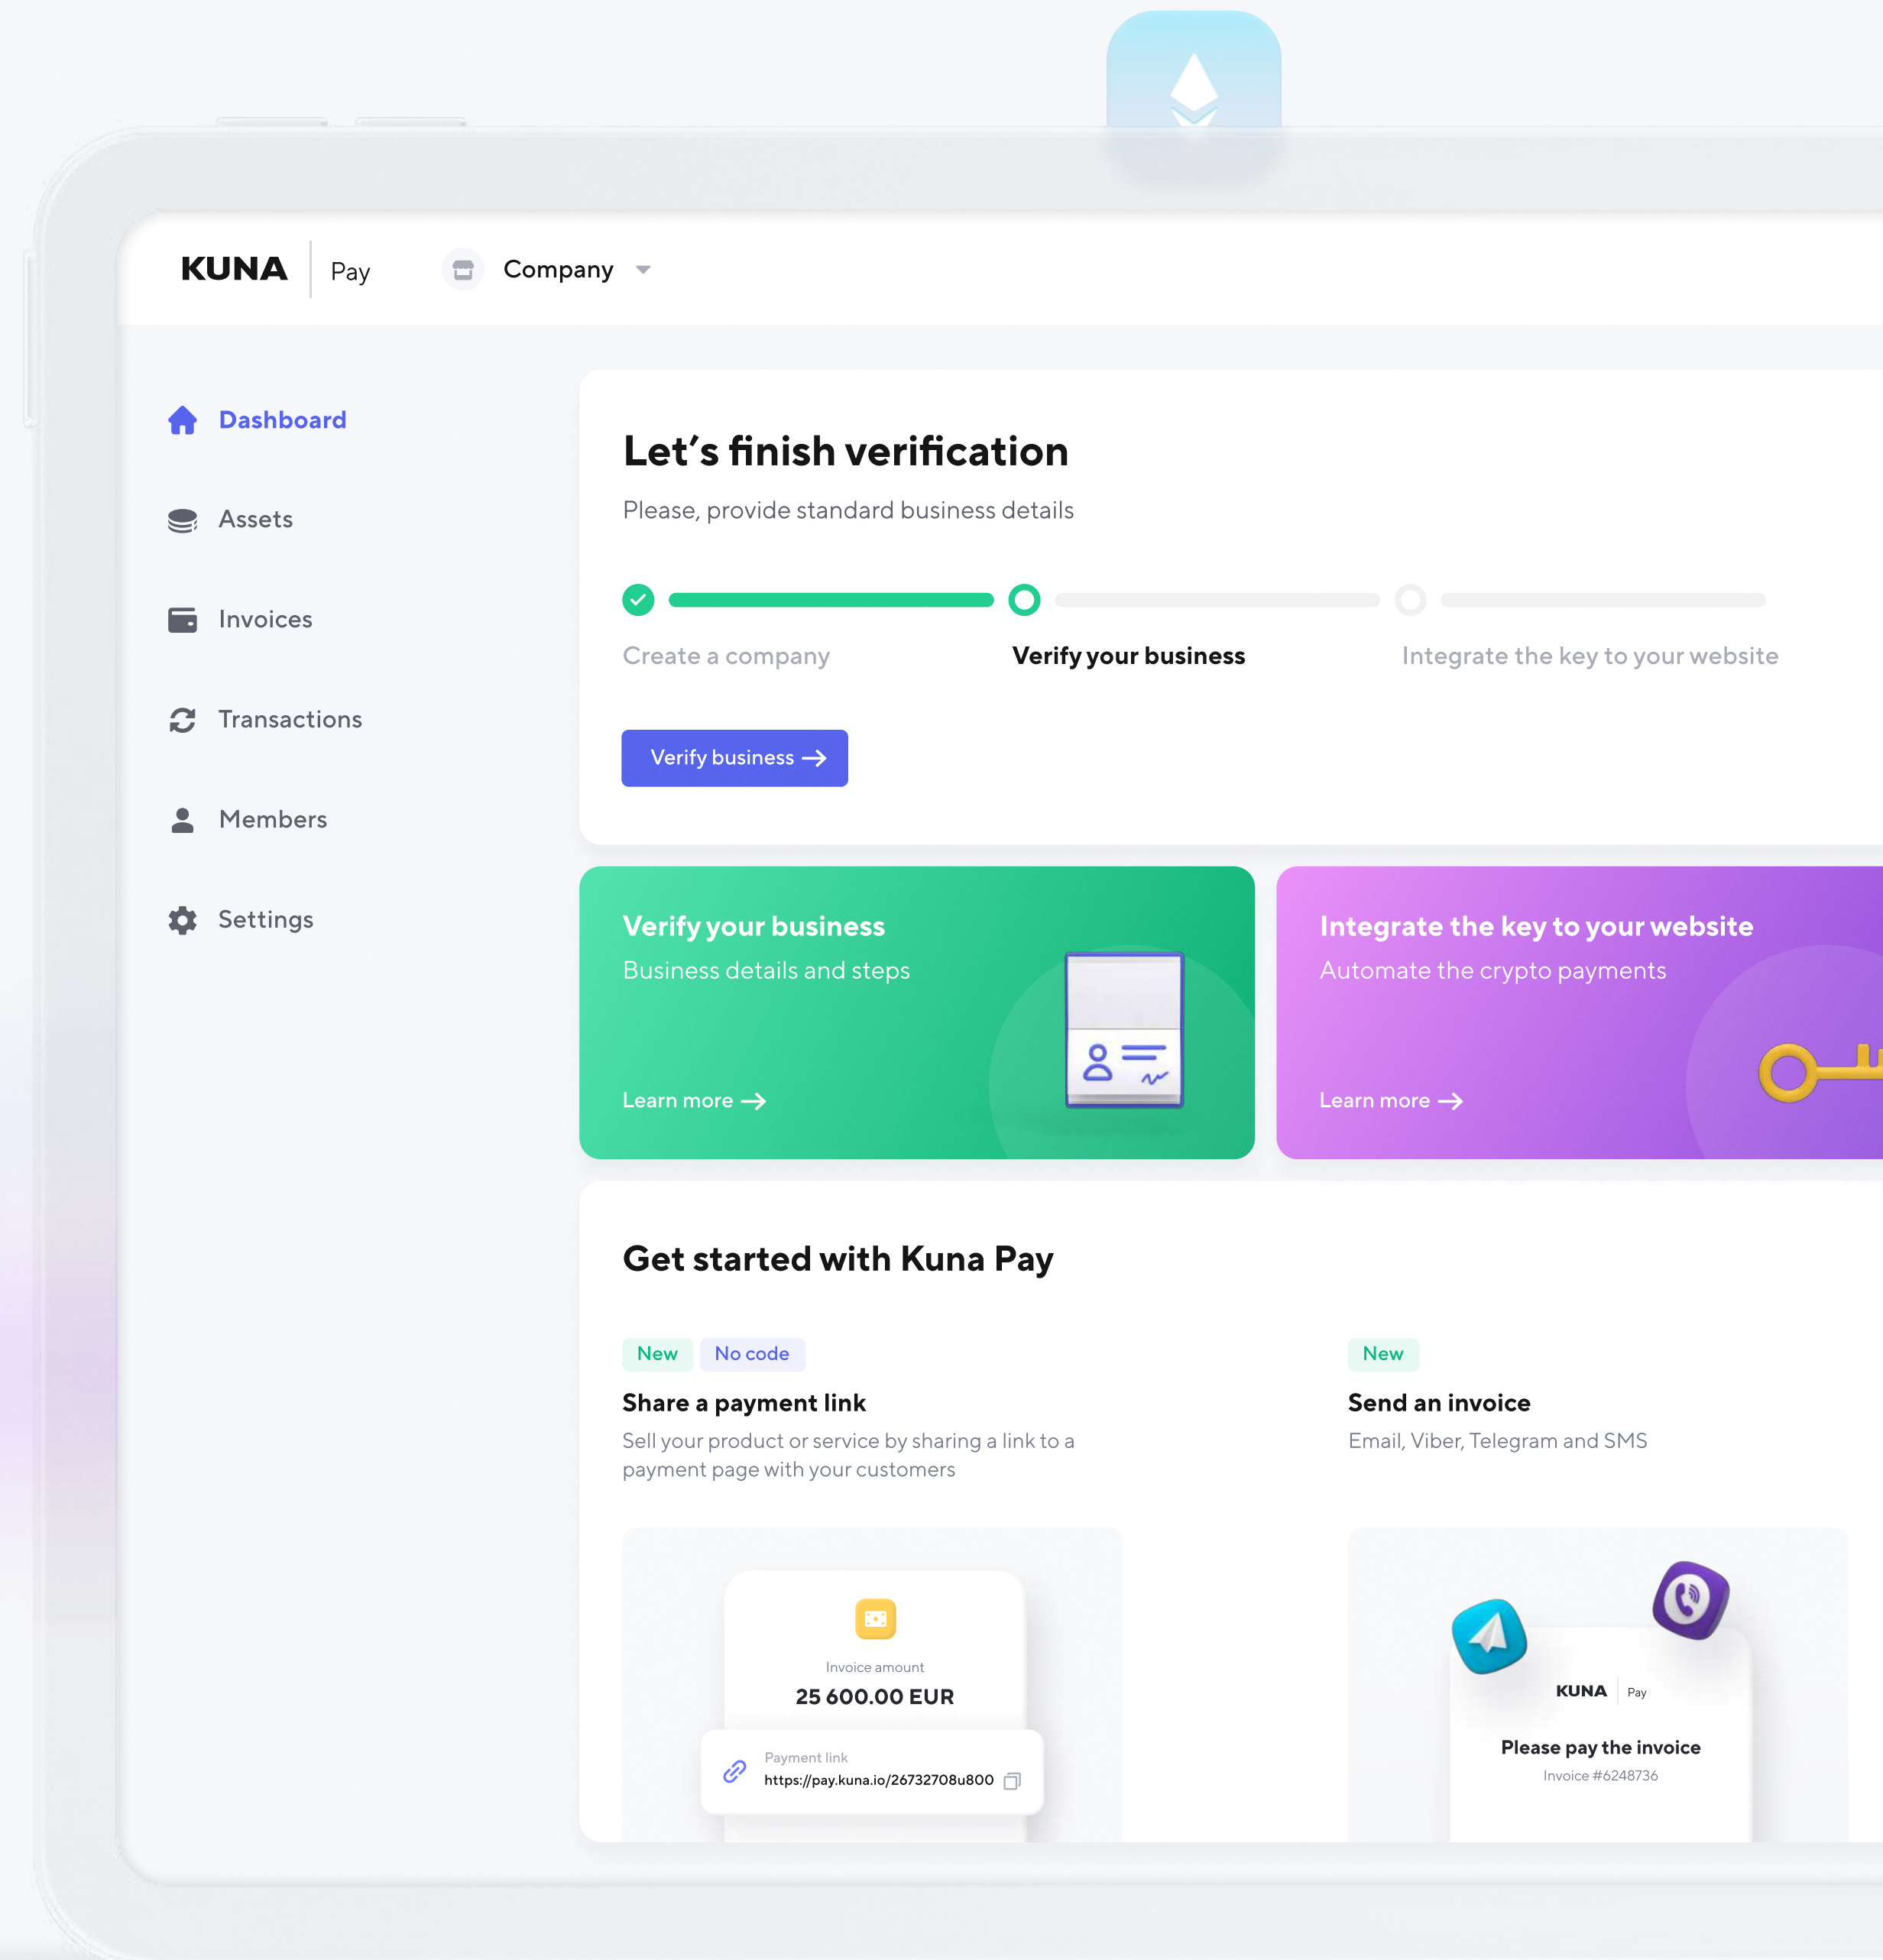 KUNA
Pay
Company
Dashboard
Assets
Invoices
Transactions
Members
Settings
Let’s finish verification
Please, provide standard business details
Create a company
Verify your business
Integrate the key to your website
Verify business
Verify your business
Business details and steps
Learn more
Integrate the key to your website
Automate the crypto payments
Learn more
Get started with Kuna Pay
New
No code
Share a payment link
Sell your product or service by sharing a link to a
payment page with your customers
Invoice amount
25 600.00 EUR
Payment link
https://pay.kuna.io/26732708u800
New
Send an invoice
Email, Viber, Telegram and SMS
KUNA
Pay
Please pay the invoice
Invoice #6248736